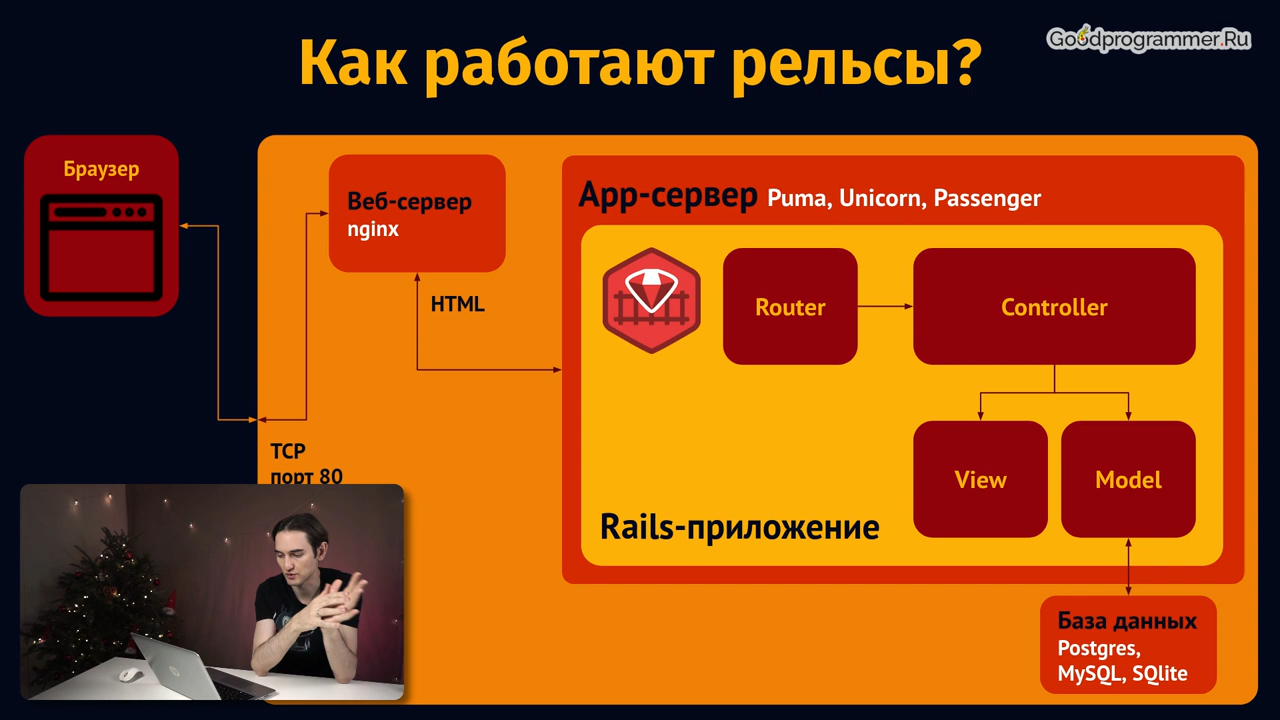 Как работают рельсы?
Goodprogrammer.Ru
Браузер
Веб-сервер
nginx
HTML
TCP
порт 80
App-сервер Puma, Unicorn, Passenger
Router
Controller
View
Model
Rails-приложение
База данных
Postgres,
MySQL, SQlite